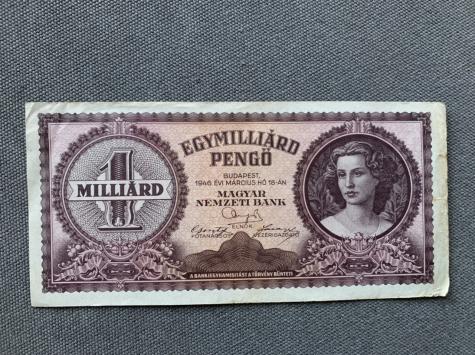 EGYMILLIÁRD
PENGŐ
BUDAPEST,
1946. ÉVI MÁRCIUS HÓ 18-ÁN
MAGYAR
NEMZETI BANK
1
MILLIÁRD
ELNÖK
FŐTANÁCSOS VEZÉRIGAZGATÓ
A BANKJEGYHAMISÍTÁST A TÖRVÉNY BÜNTETI